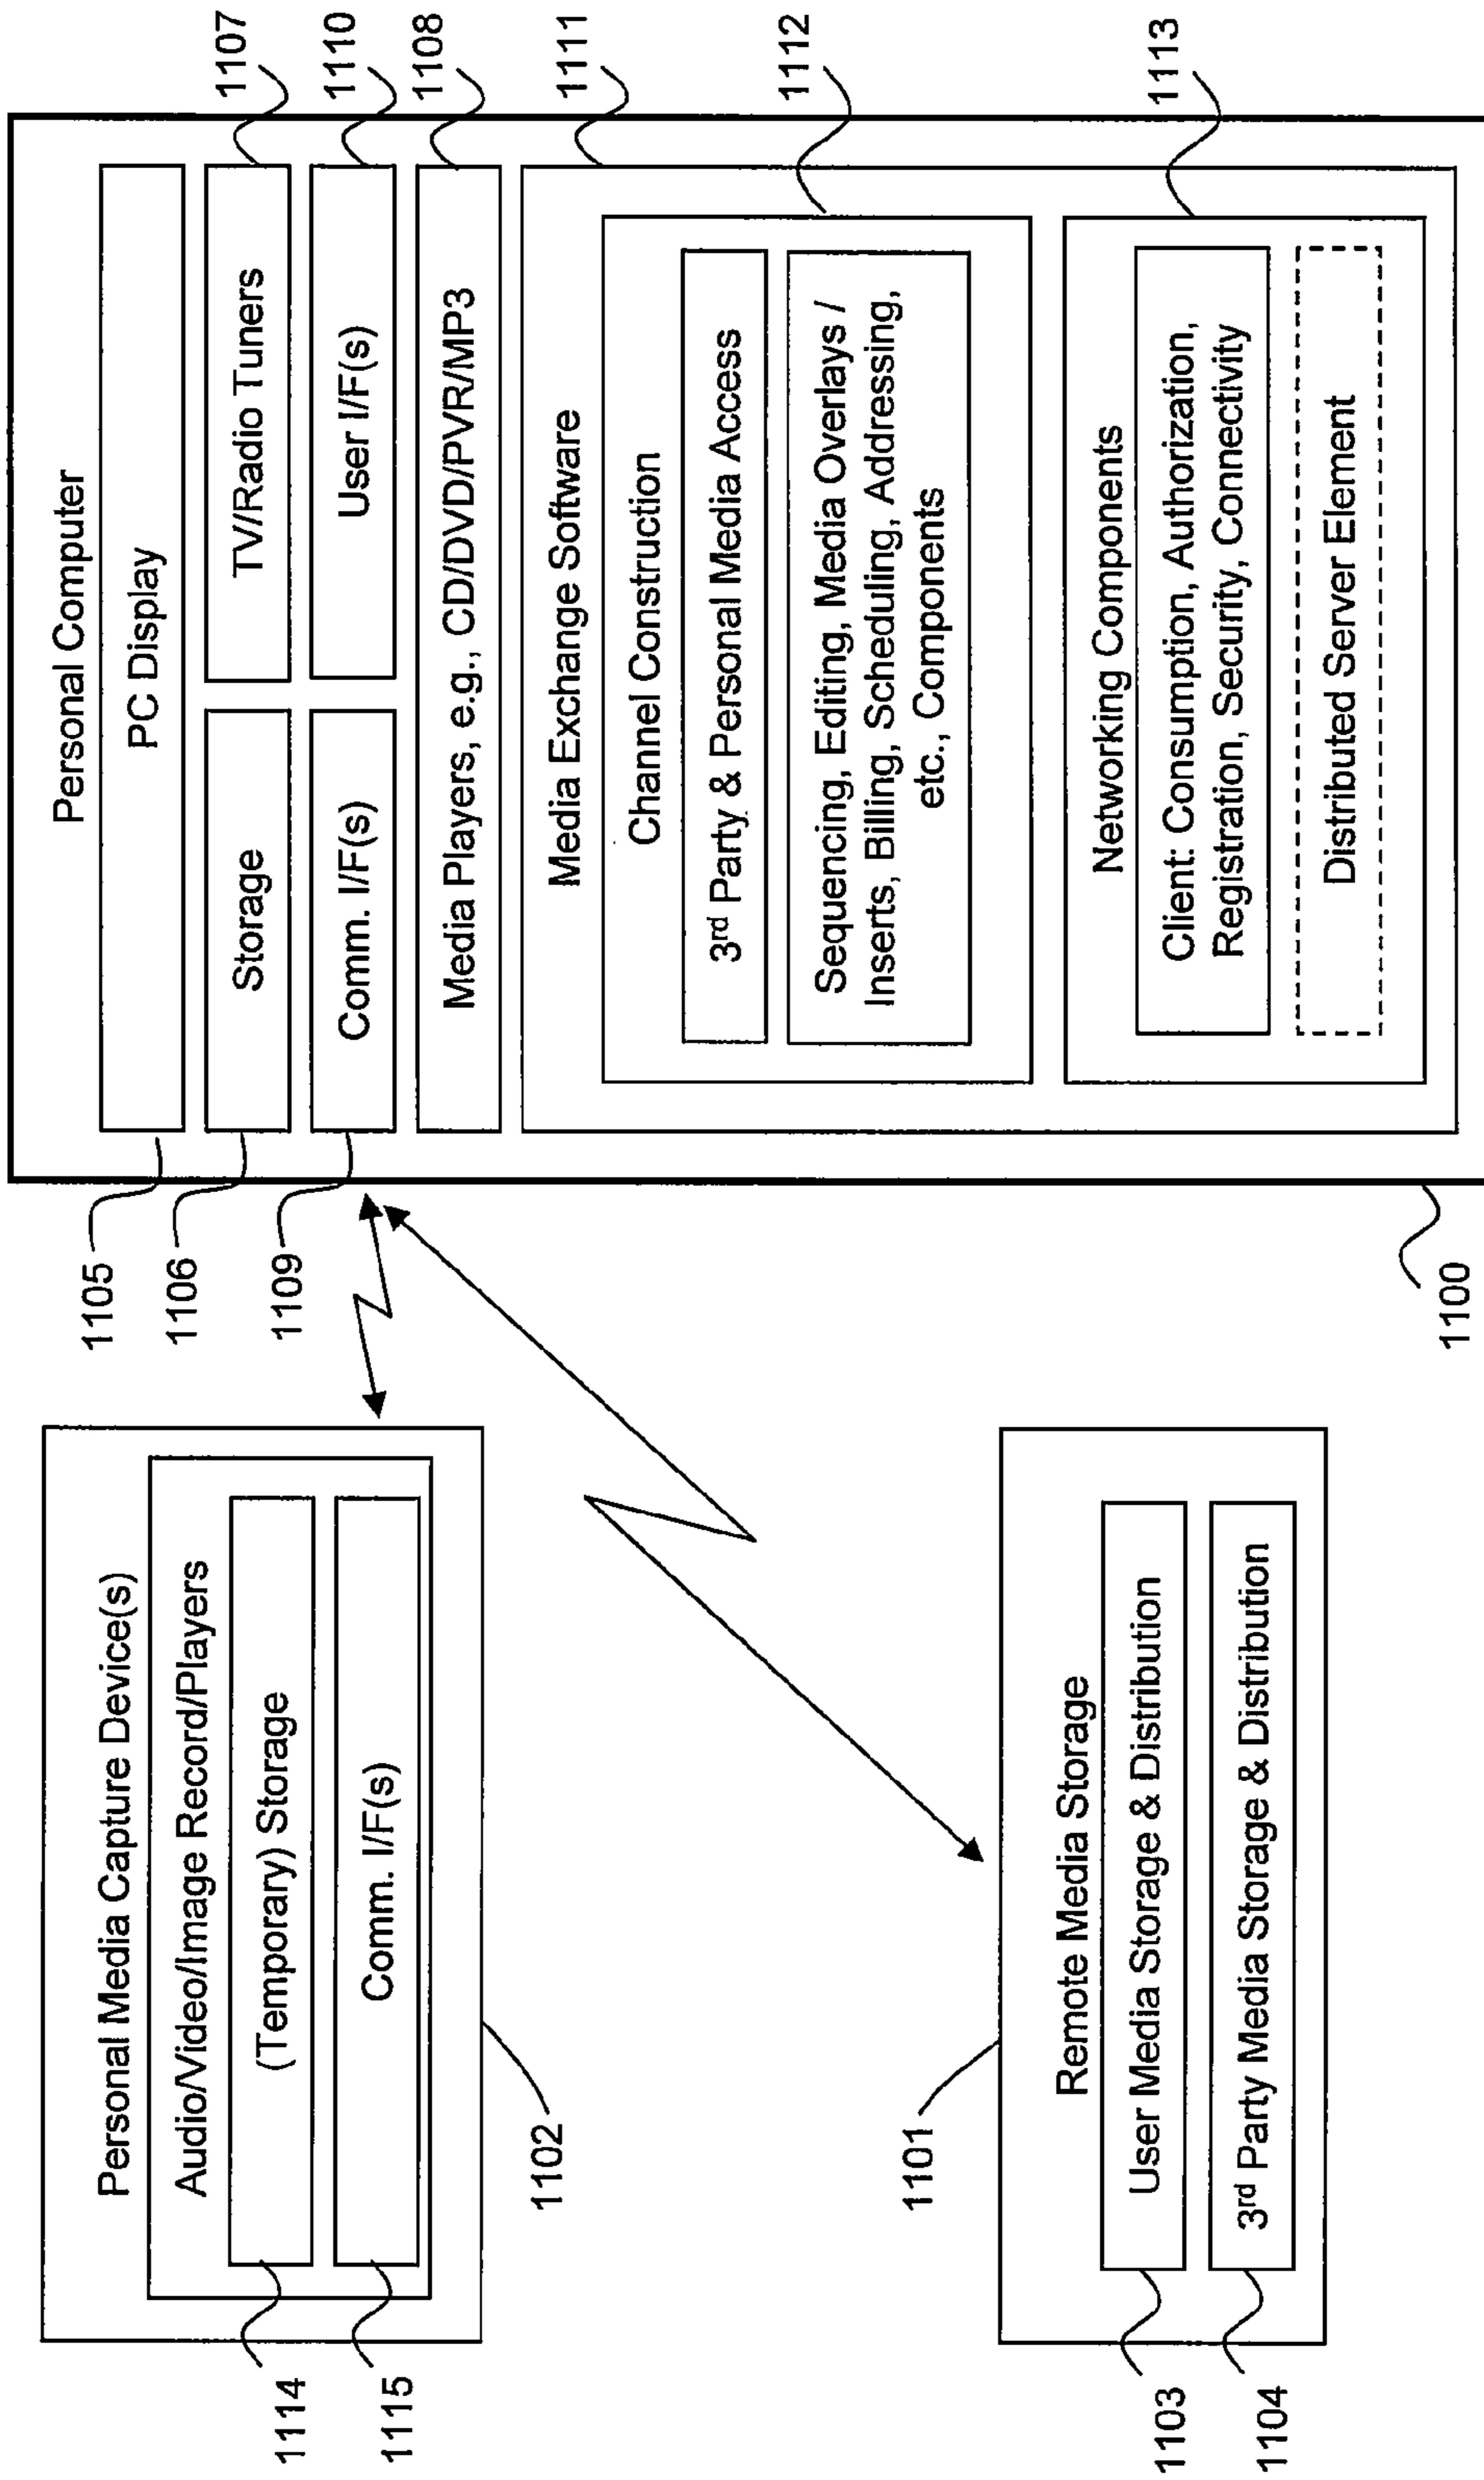 Personal Media Capture Device(s)
Audio/Video/Image Record/Players
(Temporary) Storage
Comm. I/F(s)
1114
1115
1102
Remote Media Storage
User Media Storage & Distribution
3rd Party Media Storage & Distribution
1101
1103
1104
Personal Computer
PC Display
Storage
TV/Radio Tuners
Comm. I/F(s)
User I/F(s)
Media Players, e.g., CD/DVD/PVR/MP3
Media Exchange Software
Channel Construction
3rd Party & Personal Media Access
Sequencing, Editing, Media Overlays /
Inserts, Billing, Scheduling, Addressing,
etc., Components
Networking Components
Client: Consumption, Authorization,
Registration, Security, Connectivity
Distributed Server Element
1105
1106
1109
1100
1107
1110
1108
1111
1112
1113